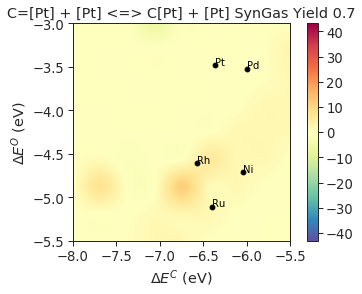 C=[Pt] + [Pt] <=> C[Pt] + [Pt] SynGas Yield 0.7
−3.0
−3.5
−4.0
−4.5
−5.0
−5.5
ΔE^O (eV)
Pt
Pd
Rh
Ni
Ru
−8.0 −7.5 −7.0 −6.5 −6.0 −5.5
ΔE^C (eV)
40
30
20
10
0
−10
−20
−30
−40